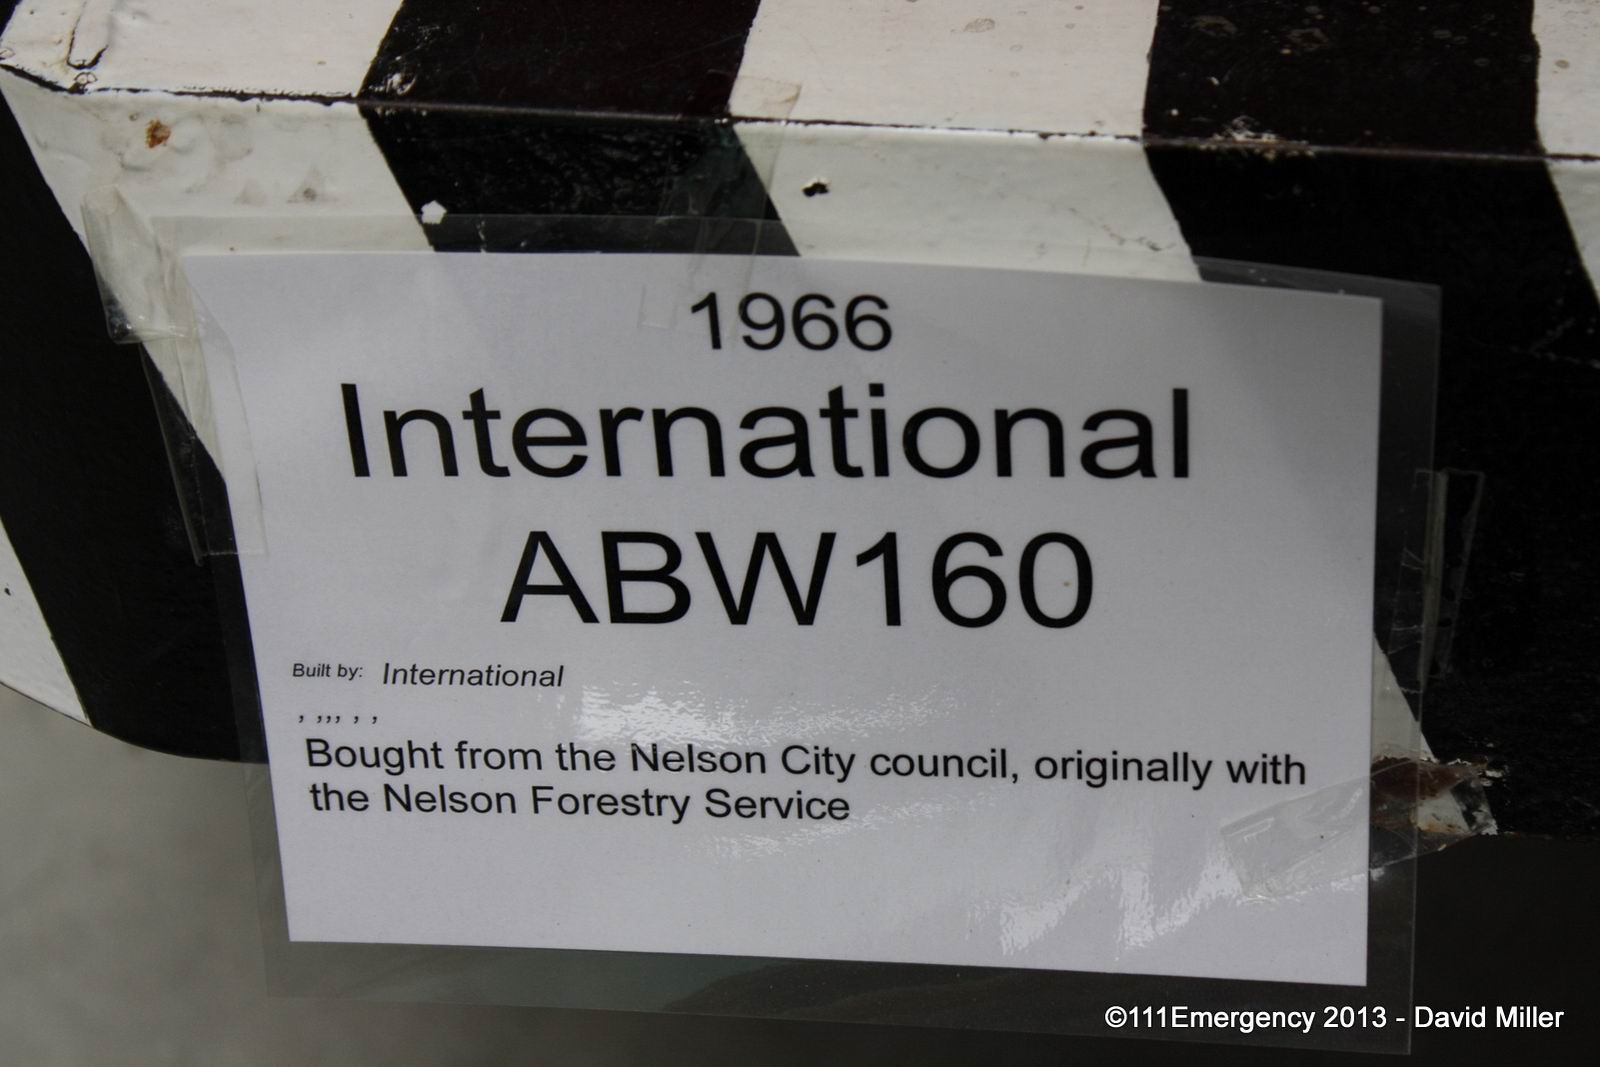 1966
International
ABW160
Built by: International
, ,,, , ,
Bought from the Nelson City council, originally with
the Nelson Forestry Service
©111Emergency 2013 - David Miller